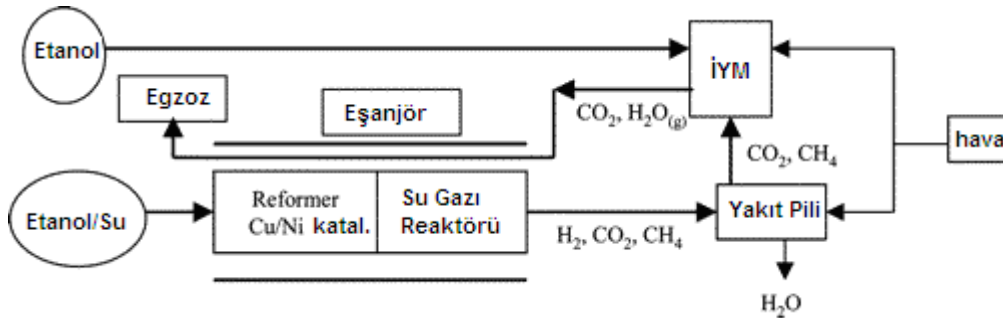 Etanol
İYM
Egzoz
Eşanjör
CO₂, H₂O₍g₎
hava
CO₂, CH₄
Etanol/Su
Reformer
Cu/Ni katal.
Su Gazı
Reaktörü
Yakıt Pili
H₂, CO₂, CH₄
H₂O